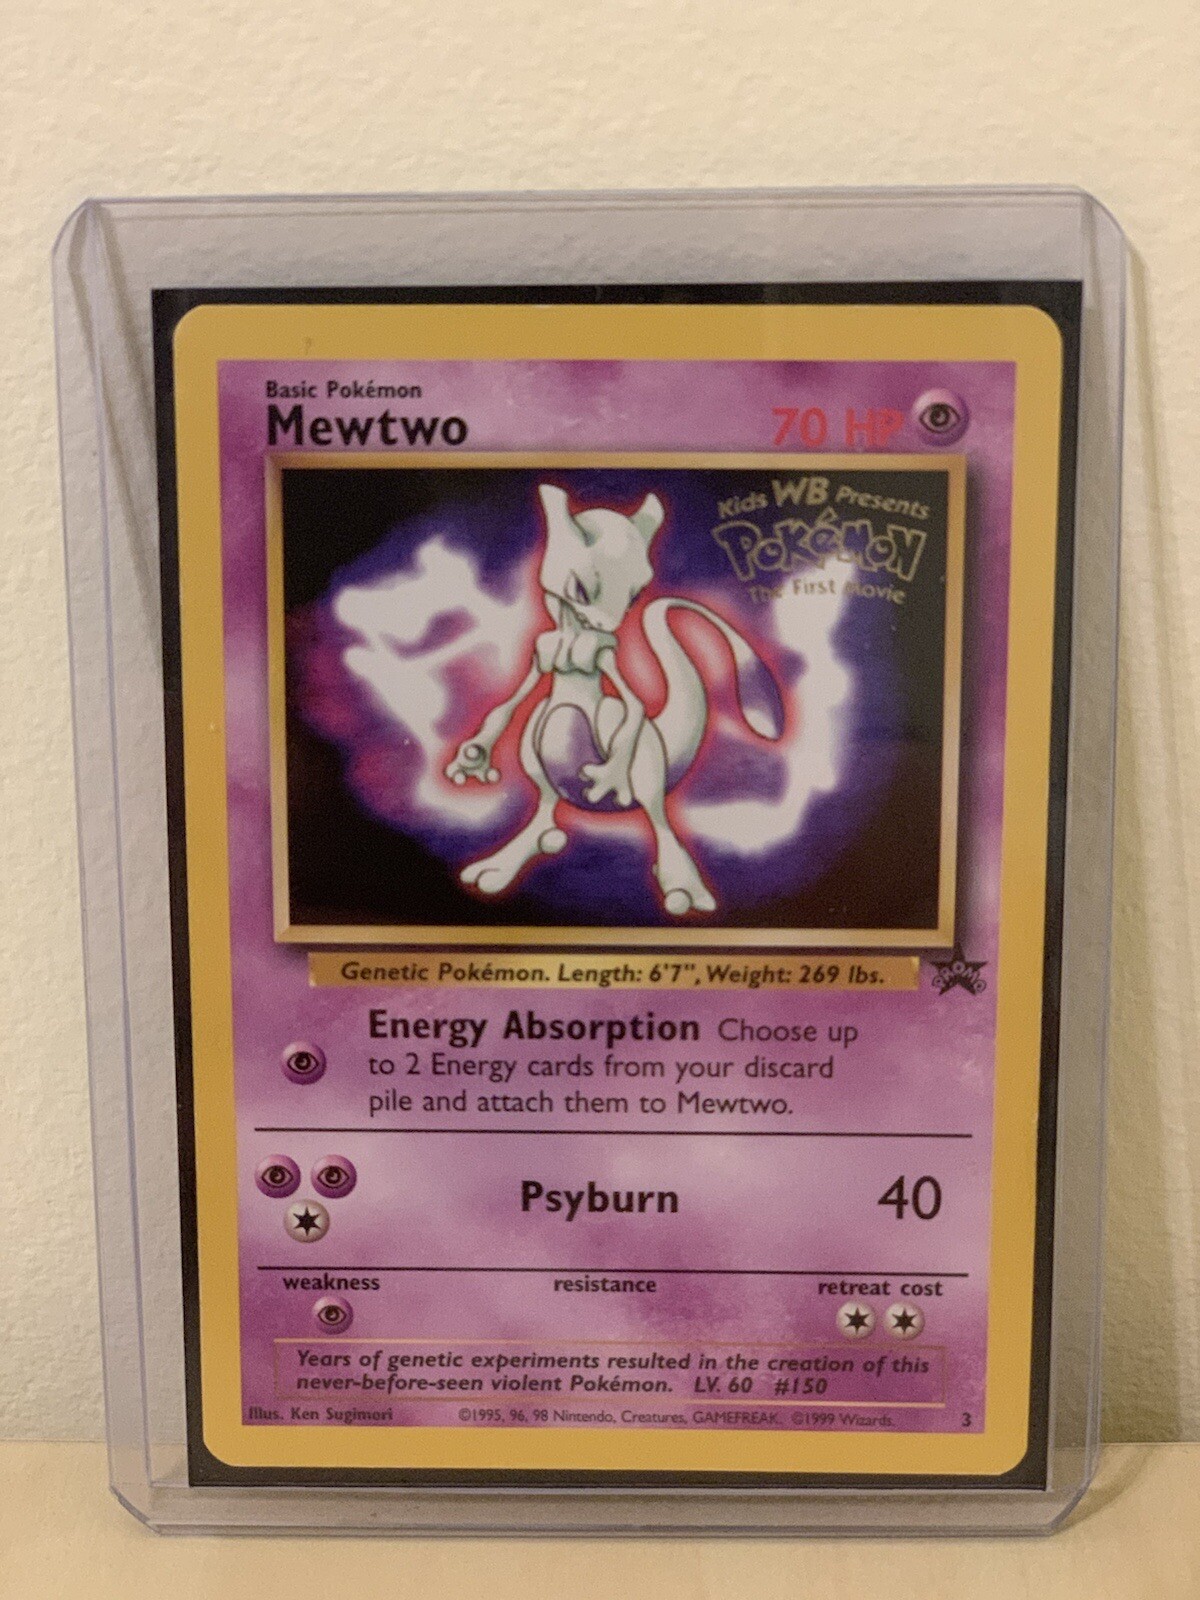 Basic Pokémon
Mewtwo
70 HP
Kids WB Presents
POKéMON
The First Movie
Genetic Pokémon. Length: 6'7", Weight: 269 lbs.
PROMO
Energy Absorption Choose up
to 2 Energy cards from your discard
pile and attach them to Mewtwo.
Psyburn 40
weakness resistance retreat cost
Years of genetic experiments resulted in the creation of this
never-before-seen violent Pokémon. LV. 60 #150
Illus. Ken Sugimori ©1995, 96, 98 Nintendo, Creatures, GAMEFREAK. ©1999 Wizards. 3